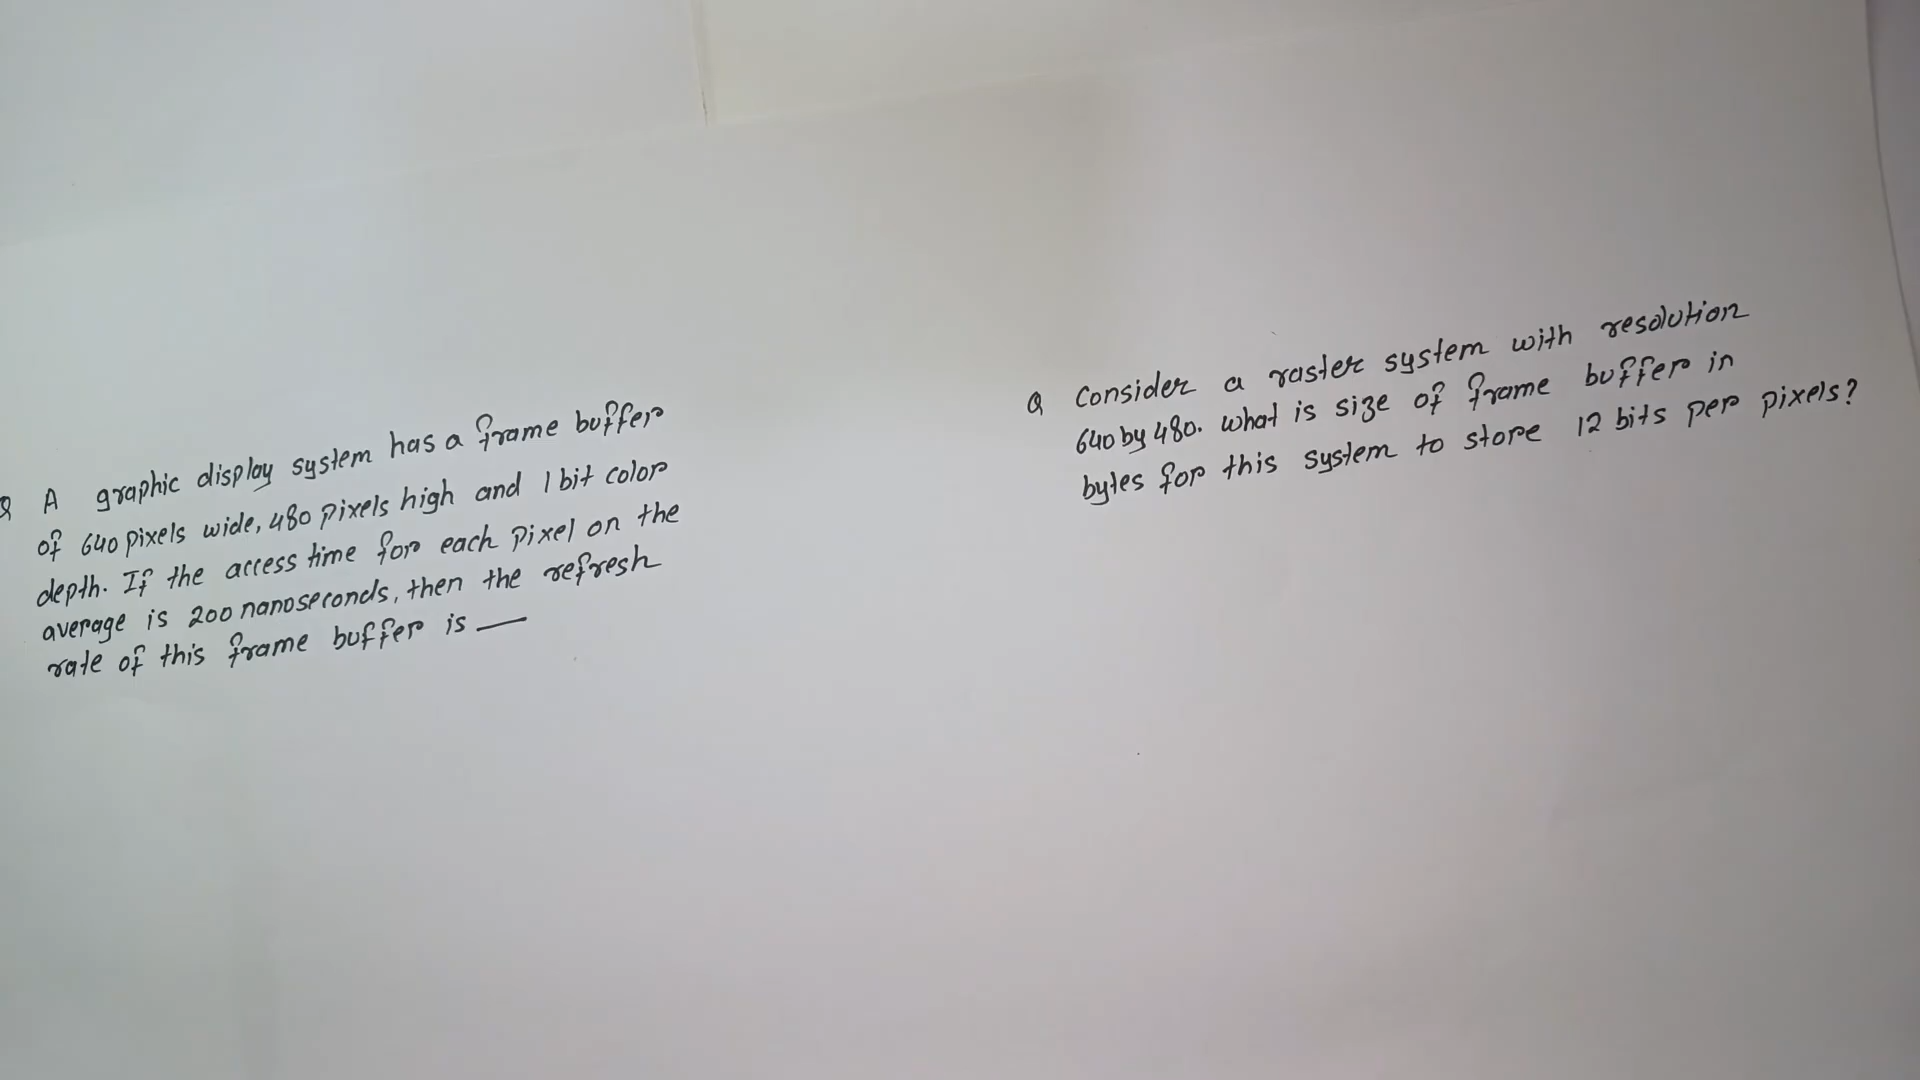 Q A graphic display system has a frame buffer
of 640 pixels wide, 480 pixels high and 1 bit color
depth. If the access time for each pixel on the
average is 200 nanoseconds, then the refresh
rate of this frame buffer is —
Q Consider a raster system with resolution
640 by 480. what is size of frame buffer in
bytes for this system to store 12 bits per pixels?